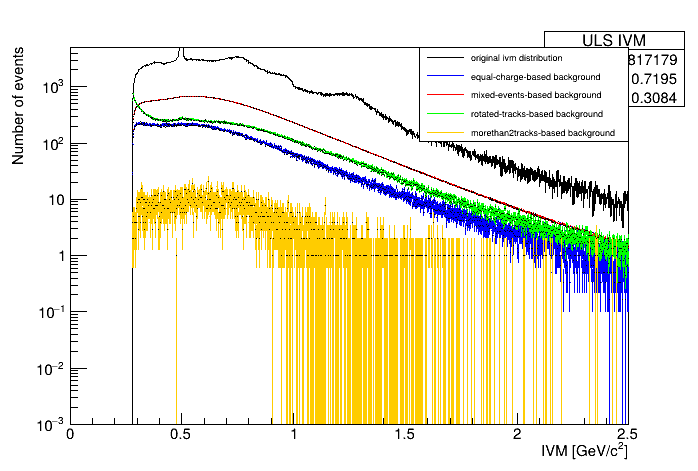 ULS IVM
817179
0.7195
0.3084
original ivm distribution
equal-charge-based background
mixed-events-based background
rotated-tracks-based background
morethan2tracks-based background
Number of events
10³
10²
10
1
10⁻¹
10⁻²
10⁻³
0 0.5 1 1.5 2 2.5
IVM [GeV/c²]